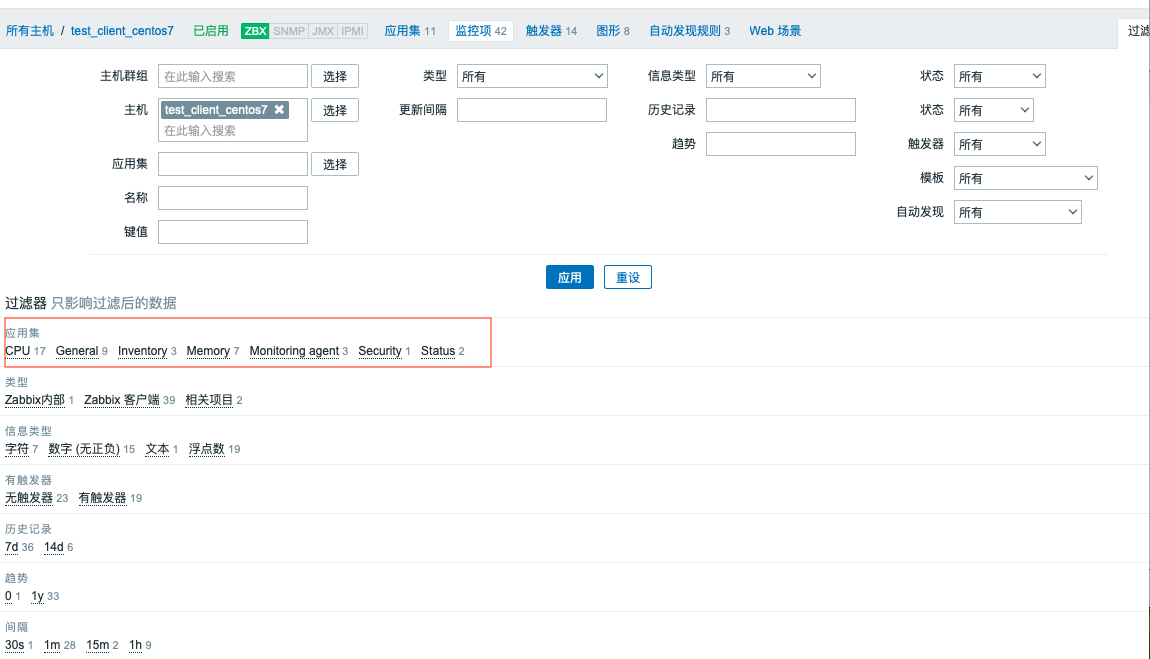 所有主机 / test_client_centos7 已启用 ZBX SNMP JMX IPMI 应用集 11 监控项 42 触发器 14 图形 8 自动发现规则 3 Web 场景 过滤
主机群组 在此输入搜索 选择 类型 所有 信息类型 所有 状态 所有
主机 test_client_centos7 ✖ 选择 更新间隔 历史记录 状态 所有
在此输入搜索
趋势 触发器 所有
应用集 选择
模板 所有
名称
自动发现 所有
键值
应用 重设
过滤器 只影响过滤后的数据
应用集
CPU 17 General 9 Inventory 3 Memory 7 Monitoring agent 3 Security 1 Status 2
类型
Zabbix内部 1 Zabbix 客户端 39 相关项目 2
信息类型
字符 7 数字 (无正负) 15 文本 1 浮点数 19
有触发器
无触发器 23 有触发器 19
历史记录
7d 36 14d 6
趋势
0 1 1y 33
间隔
30s 1 1m 28 15m 2 1h 9